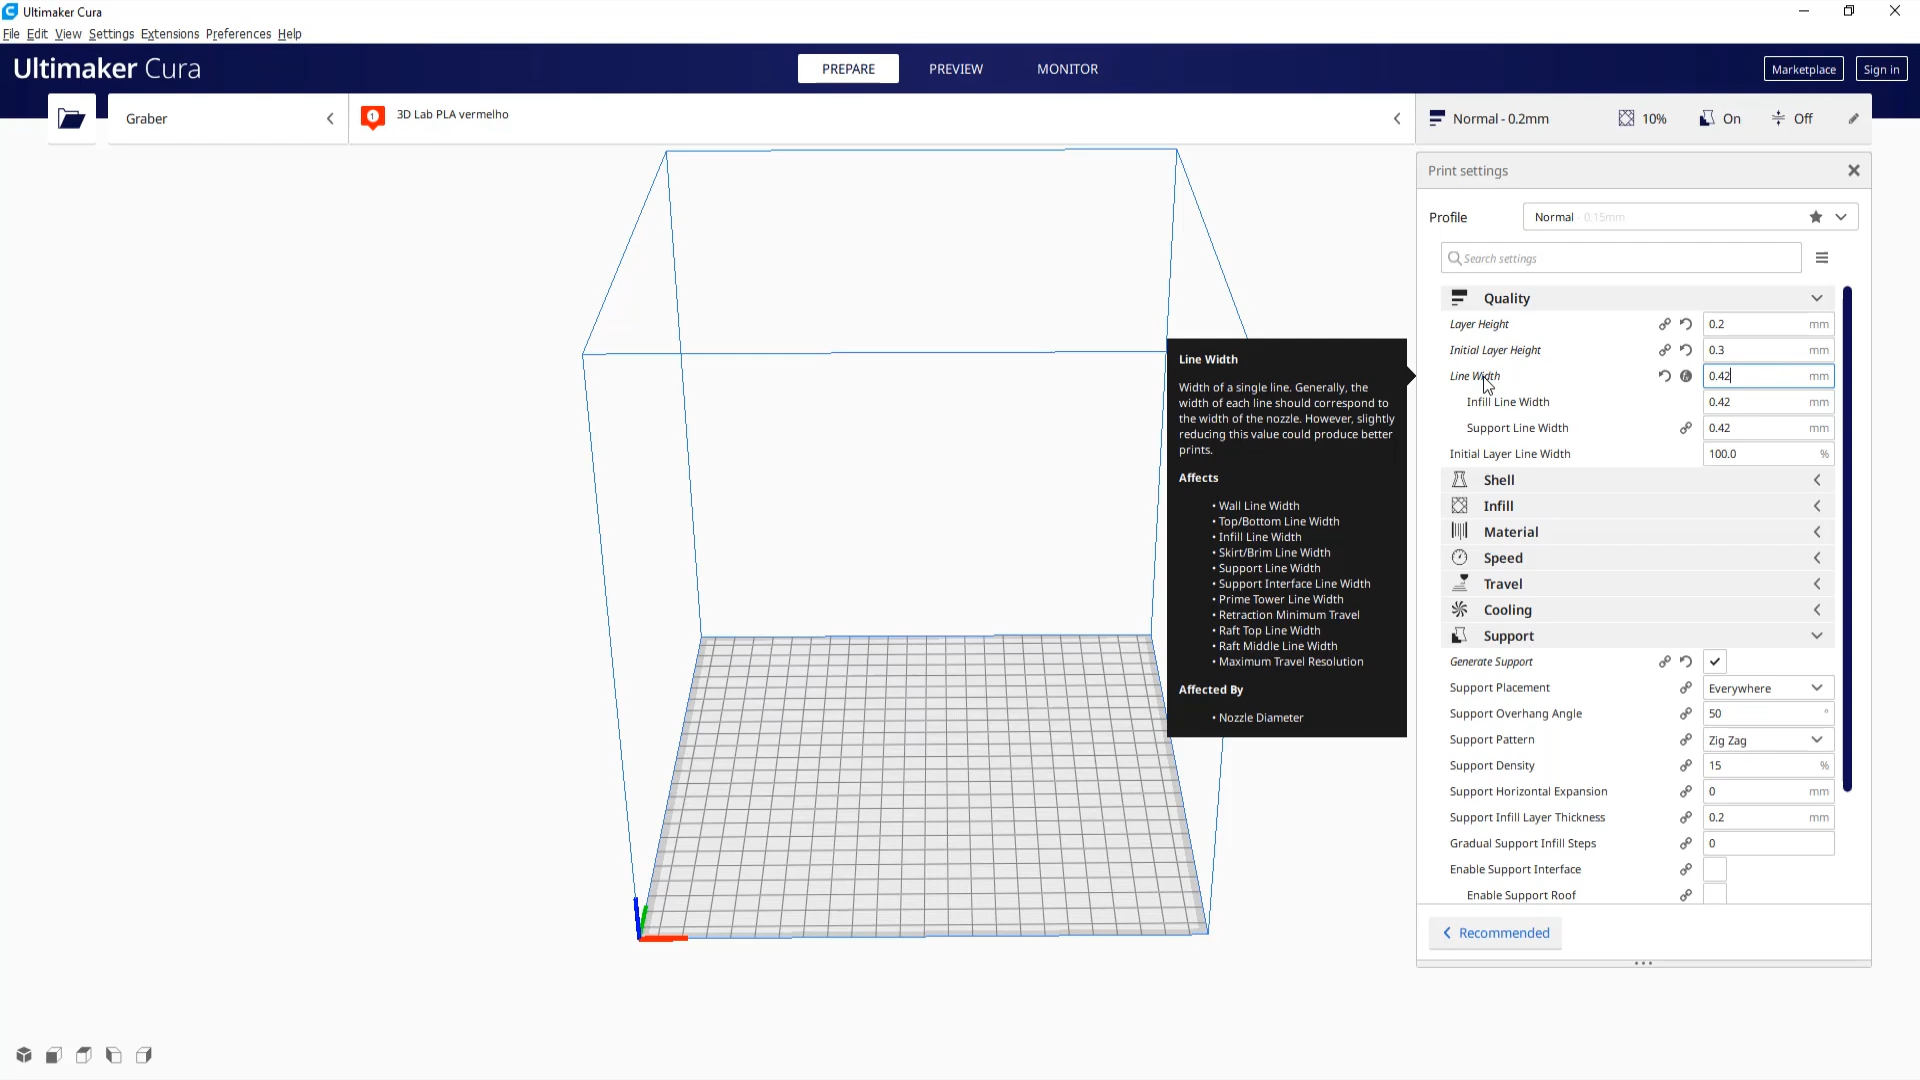 Ultimaker Cura
File Edit View Settings Extensions Preferences Help
Ultimaker Cura
PREPARE PREVIEW MONITOR
Marketplace Sign in
Graber
1 3D Lab PLA vermelho
Normal - 0.2mm 10% On Off
Print settings
Profile Normal - 0.15mm
Search settings
Quality
Layer Height 0.2 mm
Initial Layer Height 0.3 mm
Line Width 0.42 mm
Infill Line Width 0.42 mm
Support Line Width 0.42 mm
Initial Layer Line Width 100.0 %
Shell
Infill
Material
Speed
Travel
Cooling
Support
Generate Support
Support Placement Everywhere
Support Overhang Angle 50 °
Support Pattern Zig Zag
Support Density 15 %
Support Horizontal Expansion 0 mm
Support Infill Layer Thickness 0.2 mm
Gradual Support Infill Steps 0
Enable Support Interface
Enable Support Roof
Recommended
Line Width
Width of a single line. Generally, the
width of each line should correspond to
the width of the nozzle. However, slightly
reducing this value could produce better
prints.
Affects
• Wall Line Width
• Top/Bottom Line Width
• Infill Line Width
• Skirt/Brim Line Width
• Support Line Width
• Support Interface Line Width
• Prime Tower Line Width
• Retraction Minimum Travel
• Raft Top Line Width
• Raft Middle Line Width
• Maximum Travel Resolution
Affected By
• Nozzle Diameter